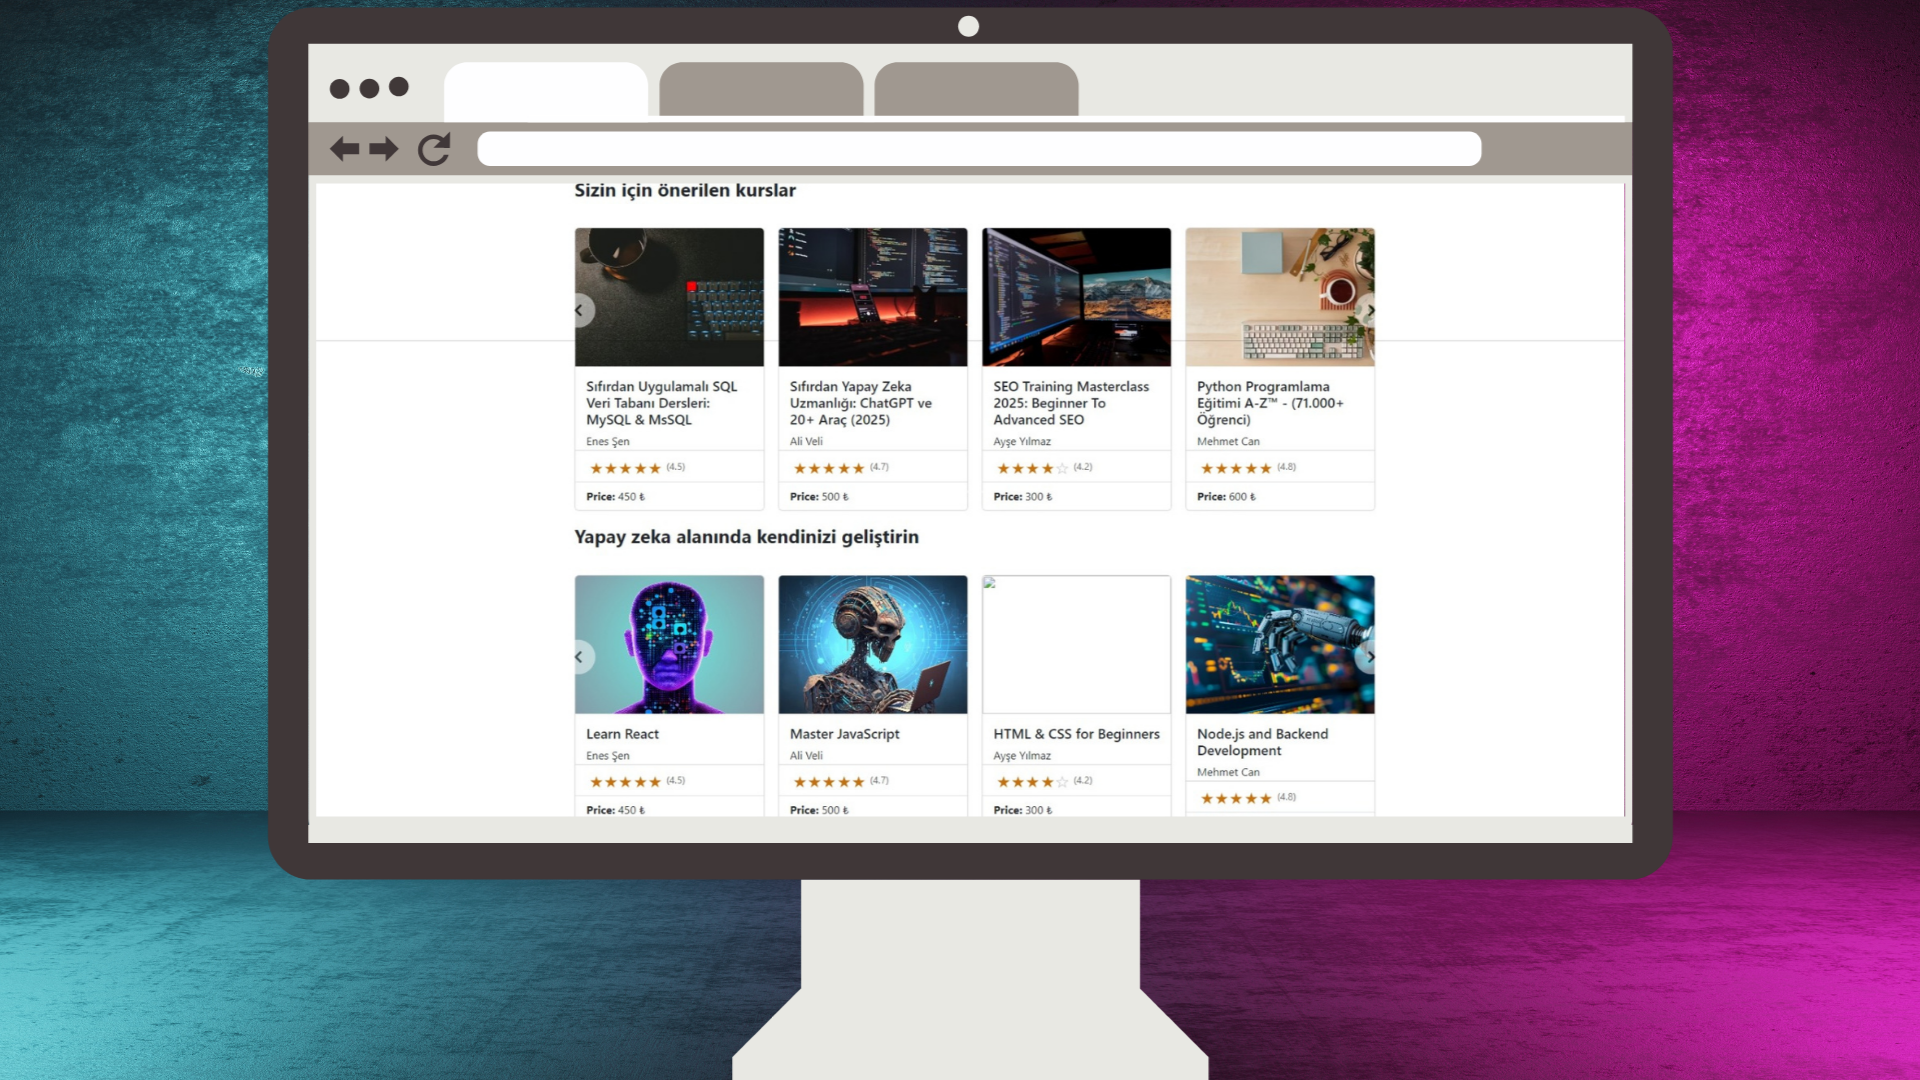 Sizin için önerilen kurslar
Sıfırdan Uygulamalı SQL
Veri Tabanı Dersleri:
MySQL & MsSQL
Enes Şen
★★★★★ (4.5)
Price: 450 ₺
Sıfırdan Yapay Zeka
Uzmanlığı: ChatGPT ve
20+ Araç (2025)
Ali Veli
★★★★★ (4.7)
Price: 500 ₺
SEO Training Masterclass
2025: Beginner To
Advanced SEO
Ayşe Yılmaz
★★★★☆ (4.2)
Price: 300 ₺
Python Programlama
Eğitimi A-Z™ - (71.000+
Öğrenci)
Mehmet Can
★★★★★ (4.8)
Price: 600 ₺
Yapay zeka alanında kendinizi geliştirin
Learn React
Enes Şen
★★★★★ (4.5)
Price: 450 ₺
Master JavaScript
Ali Veli
★★★★★ (4.7)
Price: 500 ₺
HTML & CSS for Beginners
Ayşe Yılmaz
★★★★☆ (4.2)
Price: 300 ₺
Node.js and Backend
Development
Mehmet Can
★★★★★ (4.8)